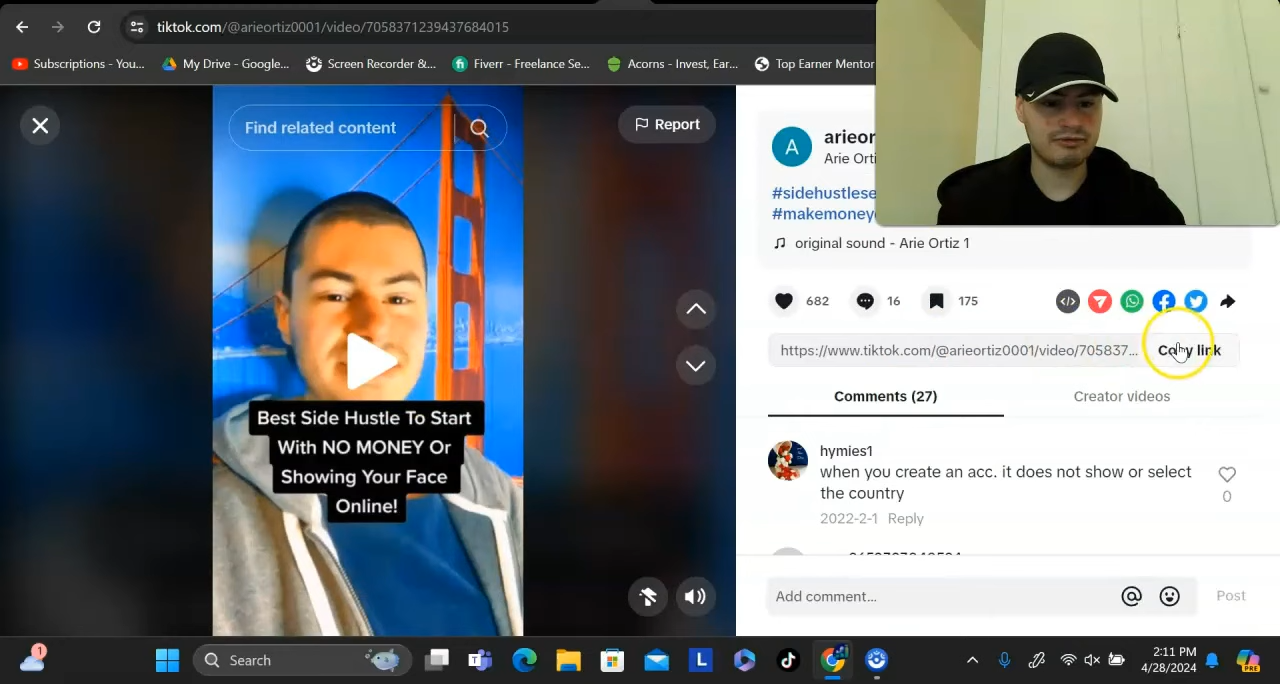 tiktok.com/@arieortiz0001/video/7058371239437684015
Subscriptions - You...
My Drive - Google...
Screen Recorder &...
Fiverr - Freelance Se...
Acorns - Invest, Ear...
Top Earner Mentor
Find related content
Report
A
arieor
Arie Orti
#sidehustlese
#makemoney
original sound - Arie Ortiz 1
682
16
175
https://www.tiktok.com/@arieortiz0001/video/705837...
Copy link
Comments (27)
Creator videos
Best Side Hustle To Start
With NO MONEY Or
Showing Your Face
Online!
hymies1
when you create an acc. it does not show or select
the country
0
2022-2-1 Reply
Add comment...
Post
1
Search
2:11 PM
4/28/2024
PRE